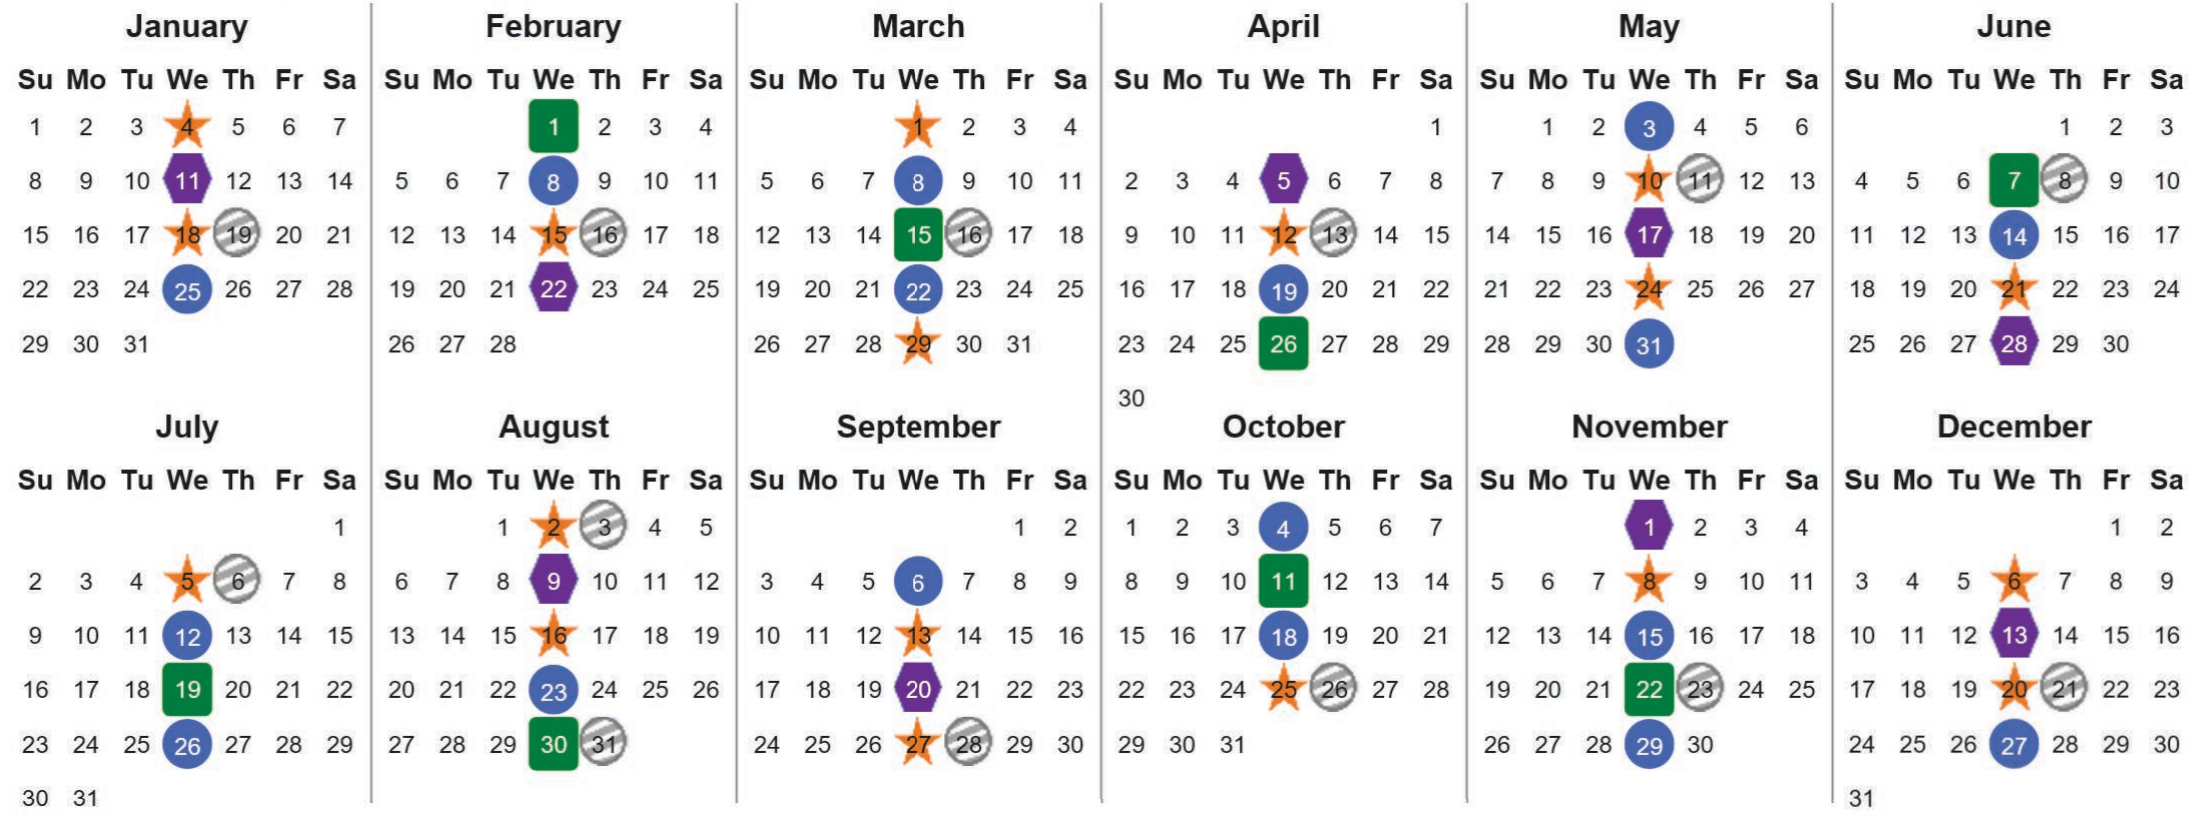 January February March April May June
Su Mo Tu We Th Fr Sa Su Mo Tu We Th Fr Sa Su Mo Tu We Th Fr Sa Su Mo Tu We Th Fr Sa Su Mo Tu We Th Fr Sa Su Mo Tu We Th Fr Sa
1 2 3 4 5 6 7 1 2 3 4 1 2 3 4 1 1 2 3 4 5 6 1 2 3
8 9 10 11 12 13 14 5 6 7 8 9 10 11 5 6 7 8 9 10 11 2 3 4 5 6 7 8 7 8 9 10 11 12 13 4 5 6 7 8 9 10
15 16 17 18 19 20 21 12 13 14 15 16 17 18 12 13 14 15 16 17 18 9 10 11 12 13 14 15 14 15 16 17 18 19 20 11 12 13 14 15 16 17
22 23 24 25 26 27 28 19 20 21 22 23 24 25 19 20 21 22 23 24 25 16 17 18 19 20 21 22 21 22 23 24 25 26 27 18 19 20 21 22 23 24
29 30 31 26 27 28 26 27 28 29 30 31 23 24 25 26 27 28 29 28 29 30 31 25 26 27 28 29 30
30
July August September October November December
Su Mo Tu We Th Fr Sa Su Mo Tu We Th Fr Sa Su Mo Tu We Th Fr Sa Su Mo Tu We Th Fr Sa Su Mo Tu We Th Fr Sa Su Mo Tu We Th Fr Sa
1 1 2 3 4 5 1 2 1 2 3 4 5 6 7 1 2 3 4 1 2
2 3 4 5 6 7 8 6 7 8 9 10 11 12 3 4 5 6 7 8 9 8 9 10 11 12 13 14 5 6 7 8 9 10 11 3 4 5 6 7 8 9
9 10 11 12 13 14 15 13 14 15 16 17 18 19 10 11 12 13 14 15 16 15 16 17 18 19 20 21 12 13 14 15 16 17 18 10 11 12 13 14 15 16
16 17 18 19 20 21 22 20 21 22 23 24 25 26 17 18 19 20 21 22 23 22 23 24 25 26 27 28 19 20 21 22 23 24 25 17 18 19 20 21 22 23
23 24 25 26 27 28 29 27 28 29 30 31 24 25 26 27 28 29 30 29 30 31 26 27 28 29 30 24 25 26 27 28 29 30
30 31 31